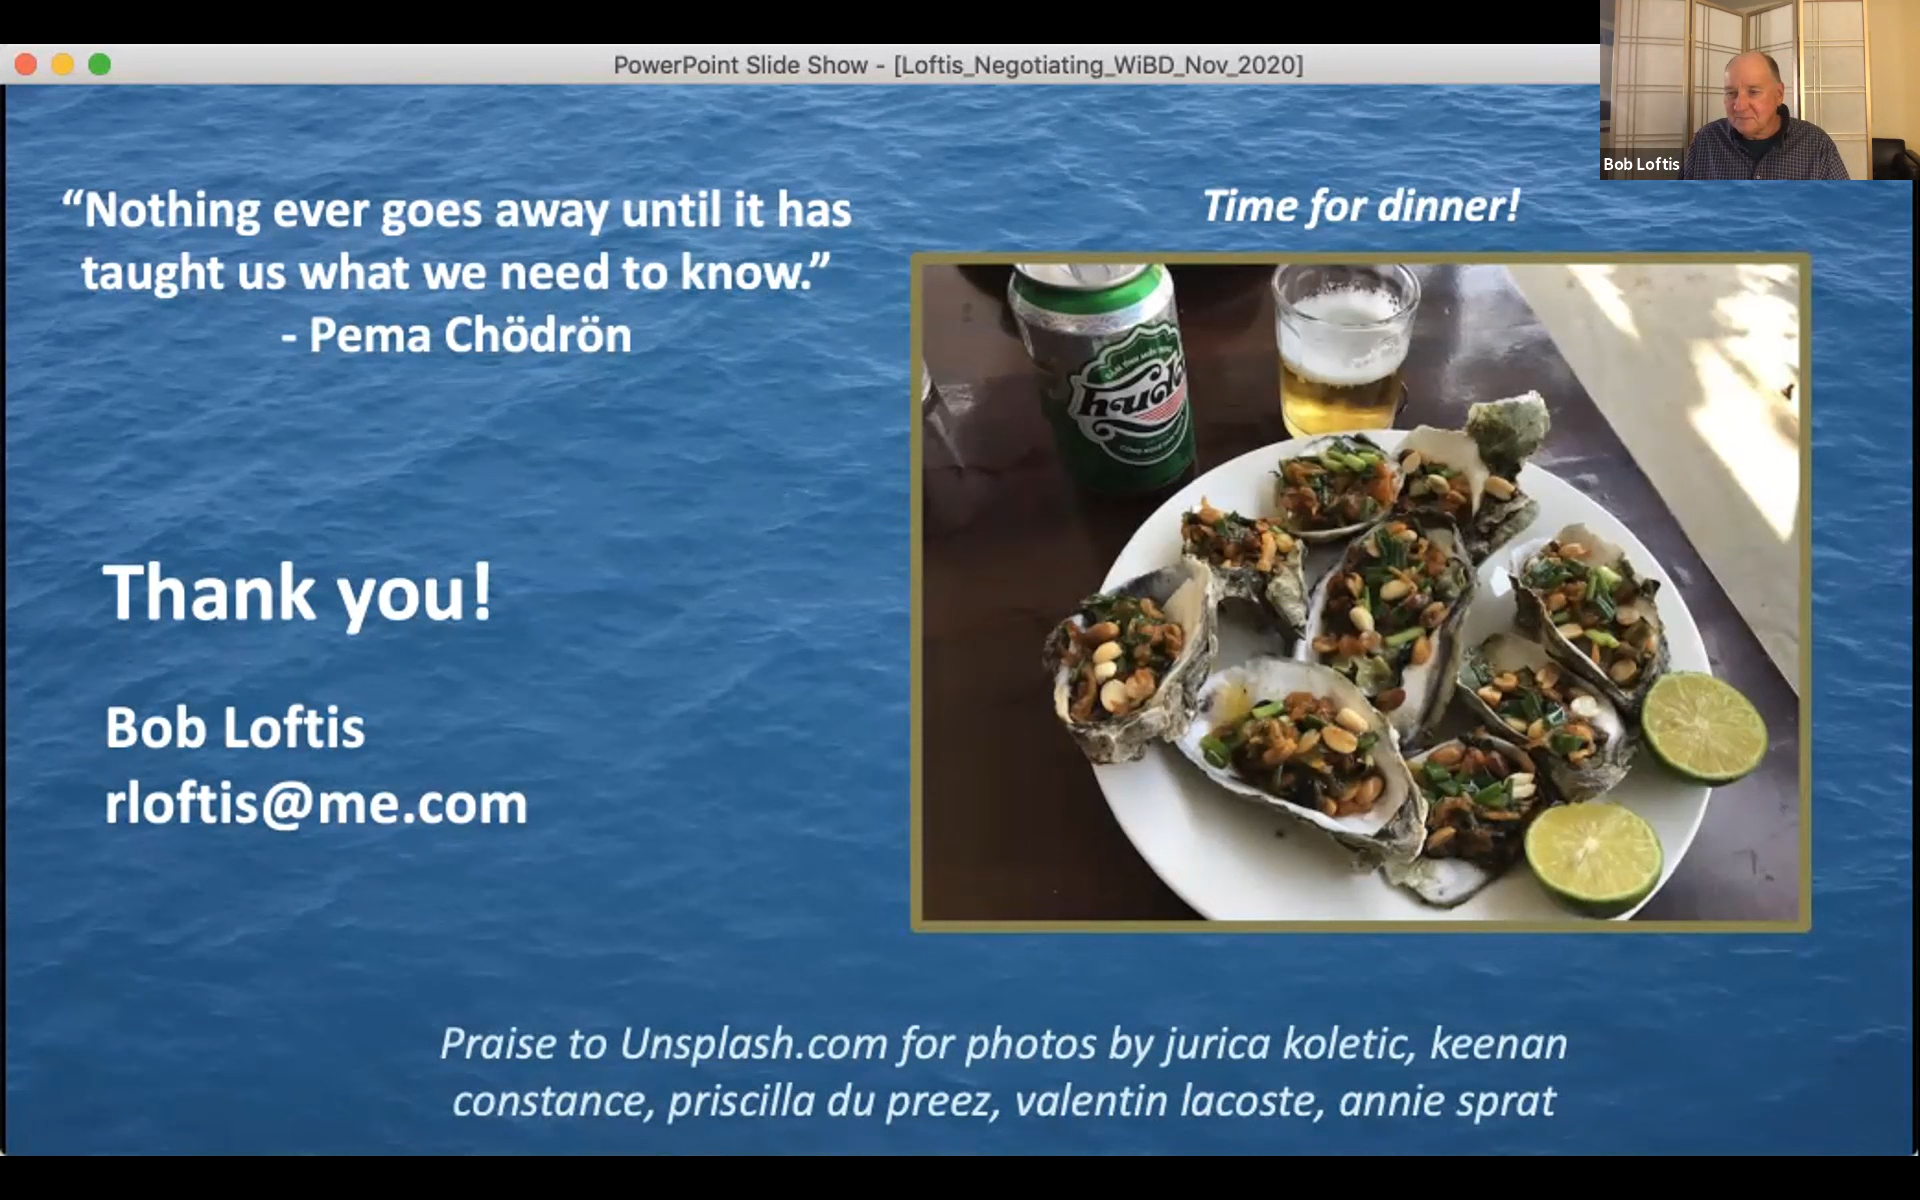 PowerPoint Slide Show - [Loftis_Negotiating_WiBD_Nov_2020]
Bob Loftis
“Nothing ever goes away until it has
taught us what we need to know.”
- Pema Chödrön
Time for dinner!
Thank you!
Bob Loftis
rloftis@me.com
Praise to Unsplash.com for photos by jurica koletic, keenan
constance, priscilla du preez, valentin lacoste, annie sprat